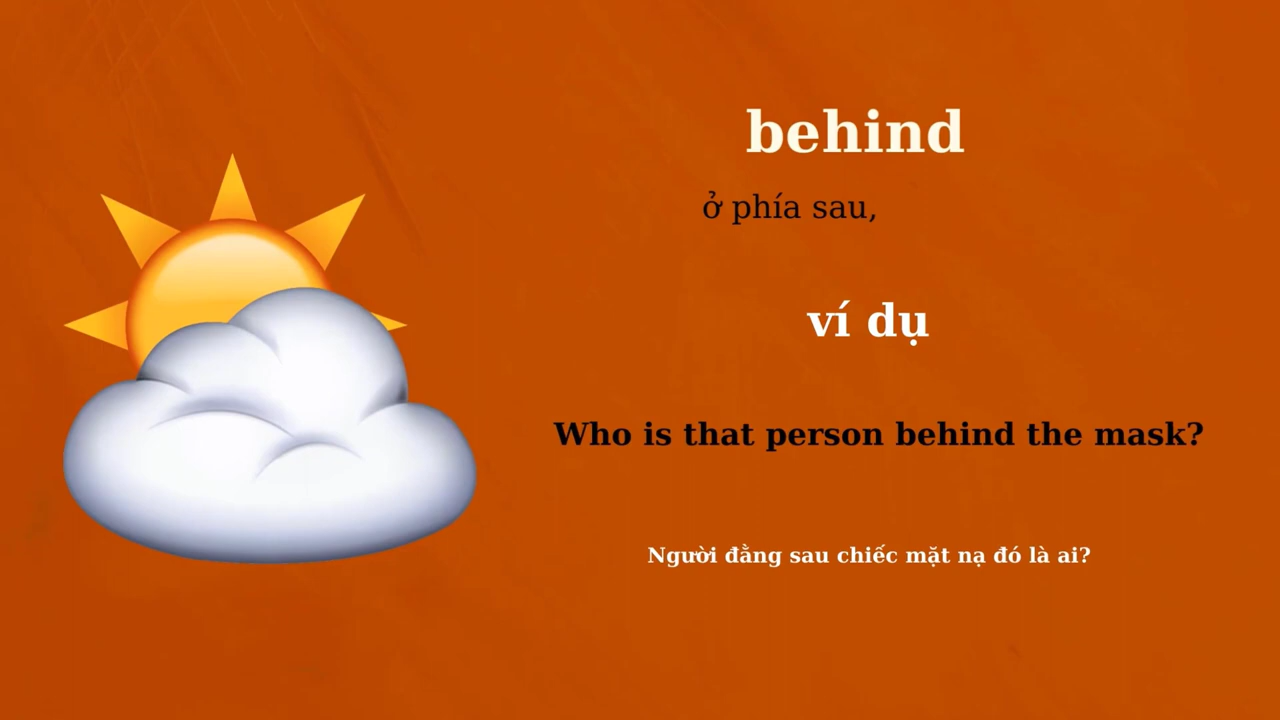 behind
ở phía sau,
ví dụ
Who is that person behind the mask?
Người đằng sau chiếc mặt nạ đó là ai?